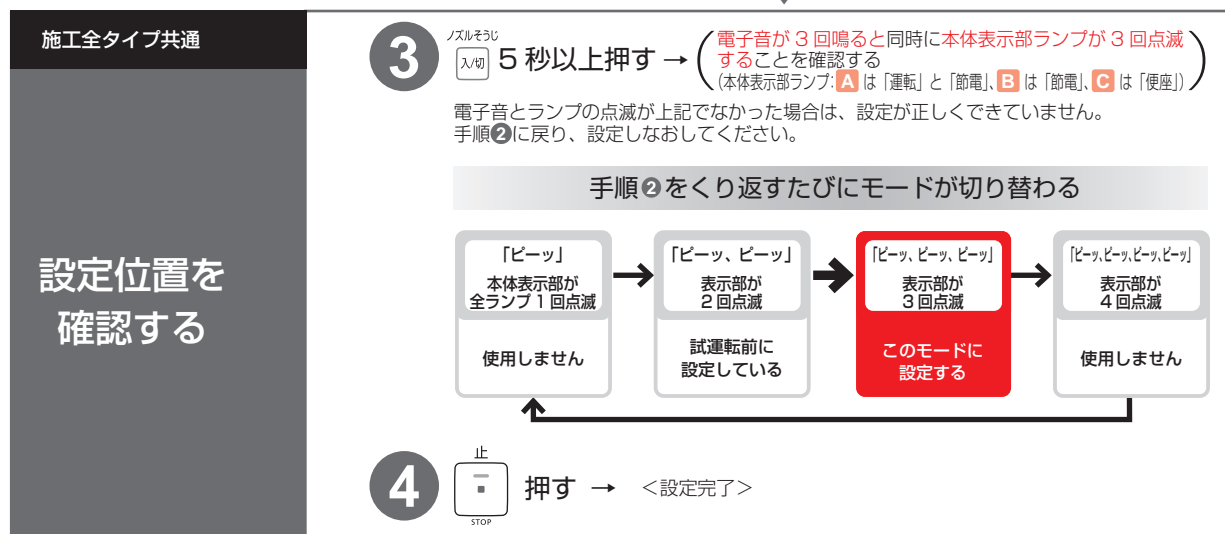 施工全タイプ共通
設定位置を
確認する
3
ノズルそうじ
入/切
5秒以上押す →
電子音が3回鳴ると同時に本体表示部ランプが3回点滅
することを確認する
(本体表示部ランプ: A は「運転」と「節電」、B は「節電」、C は「便座」)
電子音とランプの点滅が上記でなかった場合は、設定が正しくできていません。
手順❷に戻り、設定しなおしてください。
手順❷をくり返すたびにモードが切り替わる
「ピーッ」
本体表示部が
全ランプ1回点滅
使用しません
「ピーッ、ピーッ」
表示部が
2回点滅
試運転前に
設定している
「ピーッ、ピーッ、ピーッ」
表示部が
3回点滅
このモードに
設定する
「ピーッ、ピーッ、ピーッ、ピーッ」
表示部が
4回点滅
使用しません
4
止
STOP
押す → <設定完了>